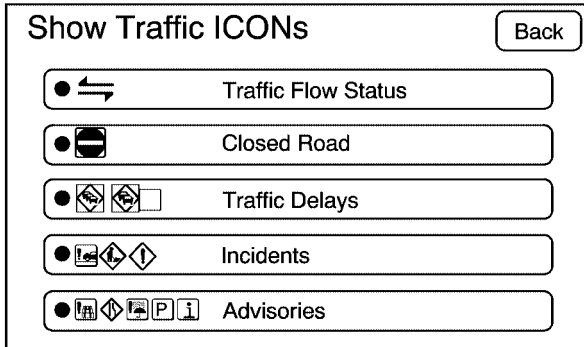 Show Traffic ICONs
Back
Traffic Flow Status
Closed Road
Traffic Delays
Incidents
P i Advisories